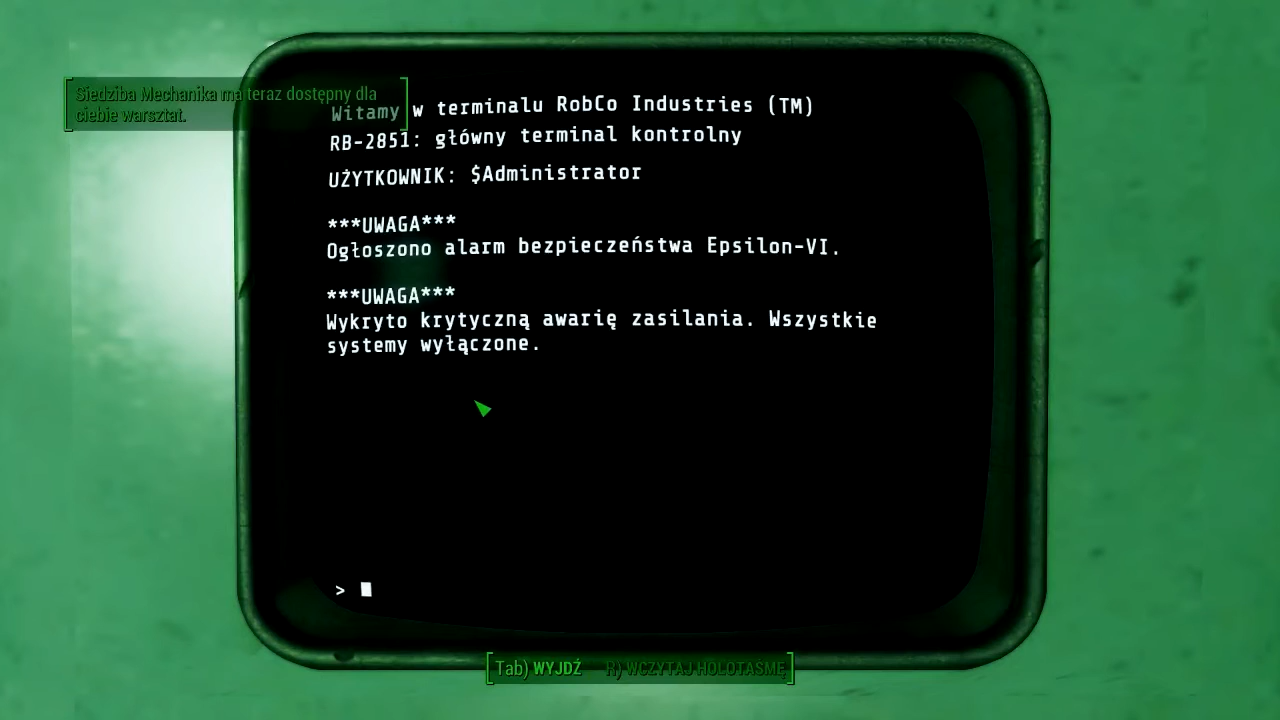 Siedziba Mechanika ma teraz dostępny dla
ciebie warsztat.
Witamy w terminalu RobCo Industries (TM)
RB-2851: główny terminal kontrolny
UŻYTKOWNIK: $Administrator
***UWAGA***
Ogłoszono alarm bezpieczeństwa Epsilon-VI.
***UWAGA***
Wykryto krytyczną awarię zasilania. Wszystkie
systemy wyłączone.
>
Tab) WYJDŹ R) WCZYTAJ HOLOTAŚMĘ